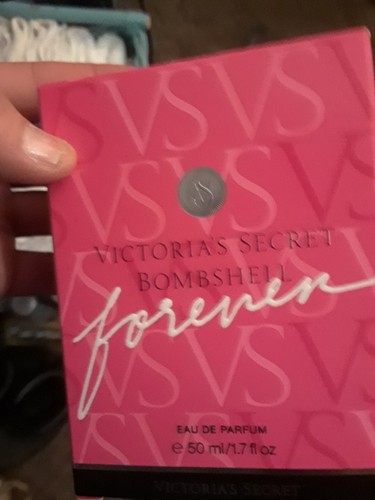 VICTORIA'S SECRET
BOMBSHELL
forever
EAU DE PARFUM
℮ 50 ml/1.7 fl oz
VICTORIA'S SECRET